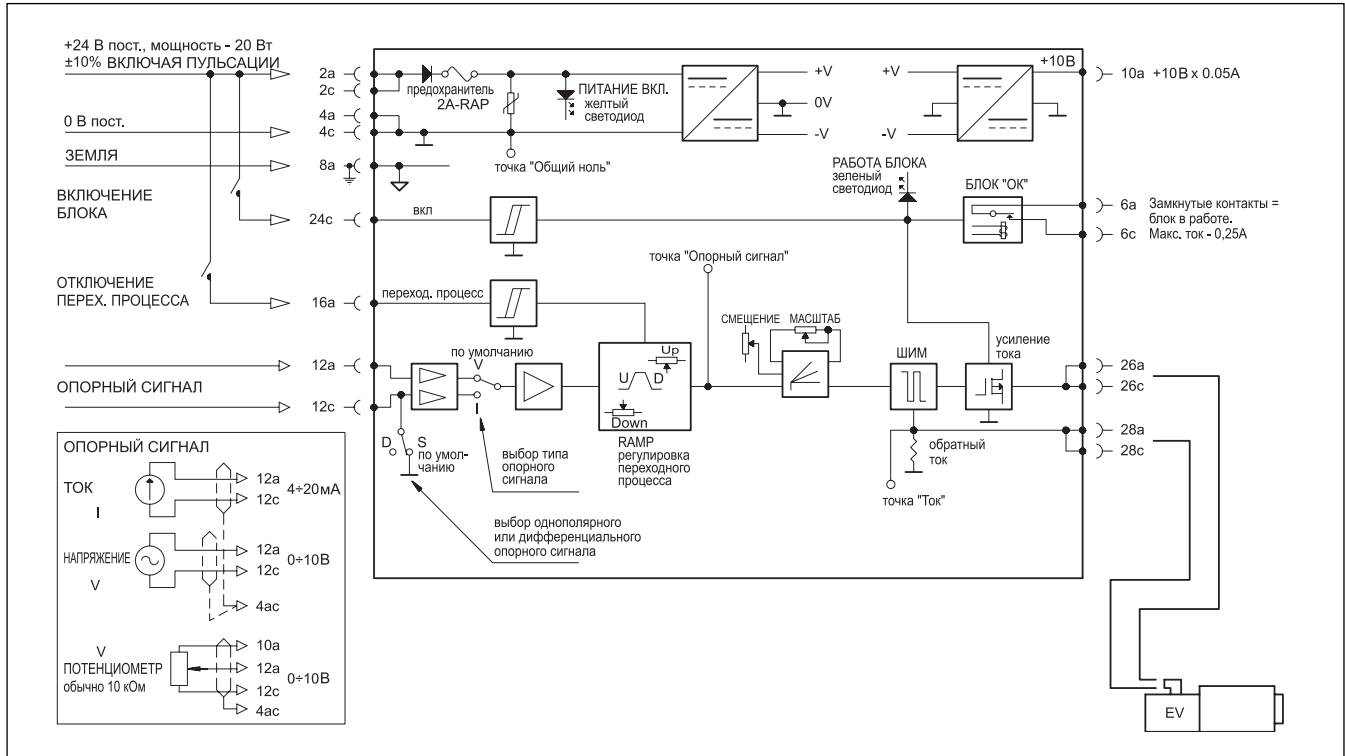 +24 В пост., мощность - 20 Вт
±10% ВКЛЮЧАЯ ПУЛЬСАЦИИ
2a
2c
предохранитель
2A-RAP
ПИТАНИЕ ВКЛ.
желтый
светодиод
+V
0V
-V
+V
-V
+10В
10a +10В x 0.05A
0 В пост.
4a
4c
точка "Общий ноль"
ЗЕМЛЯ
8a
ВКЛЮЧЕНИЕ
БЛОКА
24c
вкл
РАБОТА БЛОКА
зеленый
светодиод
БЛОК "ОК"
6a Замкнутые контакты =
блок в работе.
6c Макс. ток - 0,25A
ОТКЛЮЧЕНИЕ
ПЕРЕХ. ПРОЦЕССА
16a
переход. процесс
точка "Опорный сигнал"
СМЕЩЕНИЕ
МАСШТАБ
ШИМ
усиление
тока
26a
26c
12a
ОПОРНЫЙ СИГНАЛ
12c
по умолчанию
V
I
D
S
по умол-
чанию
Up
U
D
Down
RAMP
регулировка
переходного
процесса
выбор типа
опорного
сигнала
выбор однополярного
или дифференциального
опорного сигнала
обратный
ток
точка "Ток"
28a
28c
ОПОРНЫЙ СИГНАЛ
ТОК
I
12a
12c
4÷20мА
НАПРЯЖЕНИЕ
V
12a
12c
0÷10В
4ac
V
ПОТЕНЦИОМЕТР
обычно 10 кОм
10a
12a
12c
0÷10В
4ac
EV